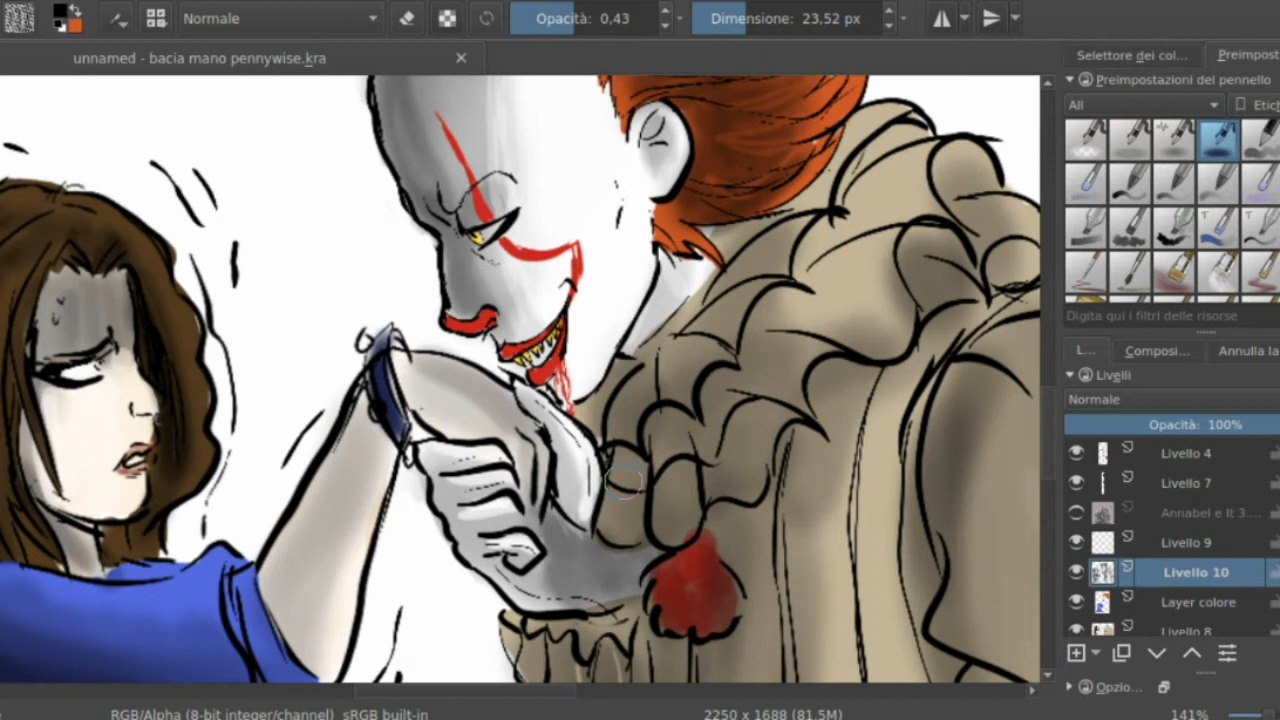 Normale
Opacità: 0,43
Dimensione: 23,52 px
unnamed - bacia mano pennywise.kra
Selettore dei col...
Preimpost
Preimpostazioni del pennello
All
Etic
Digita qui i filtri delle risorse
L...
Composi...
Annulla la
Livelli
Normale
Opacità: 100%
Livello 4
Livello 7
Annabel e It 3....
Livello 9
Livello 10
Layer colore
Livello 8
Opzio...
RGB/Alpha (8-bit integer/channel) sRGB built-in
2250 x 1688 (81,5M)
141%